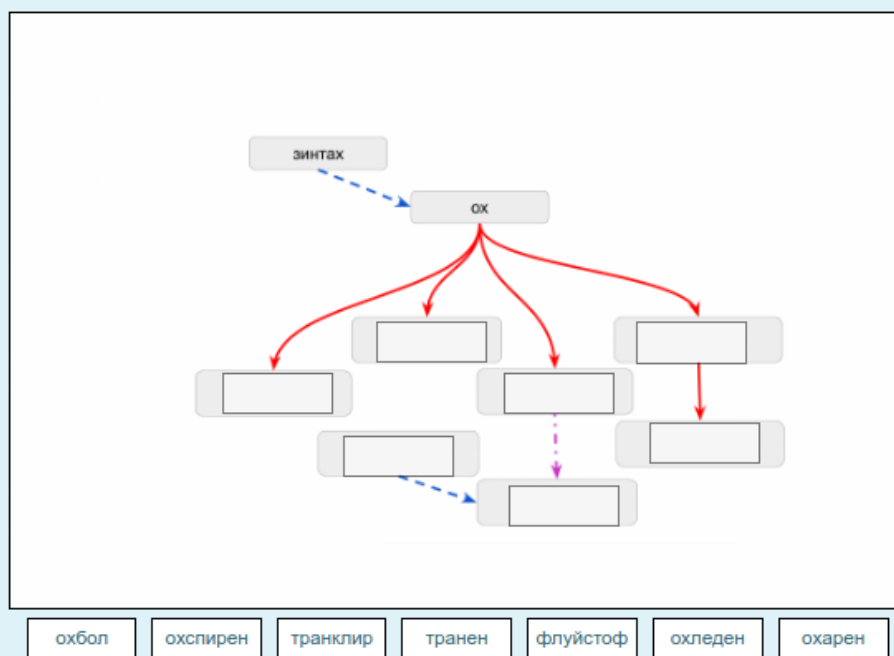 зинтах
ох
охбол
охспирен
транклир
транен
флуйстоф
охледен
охарен